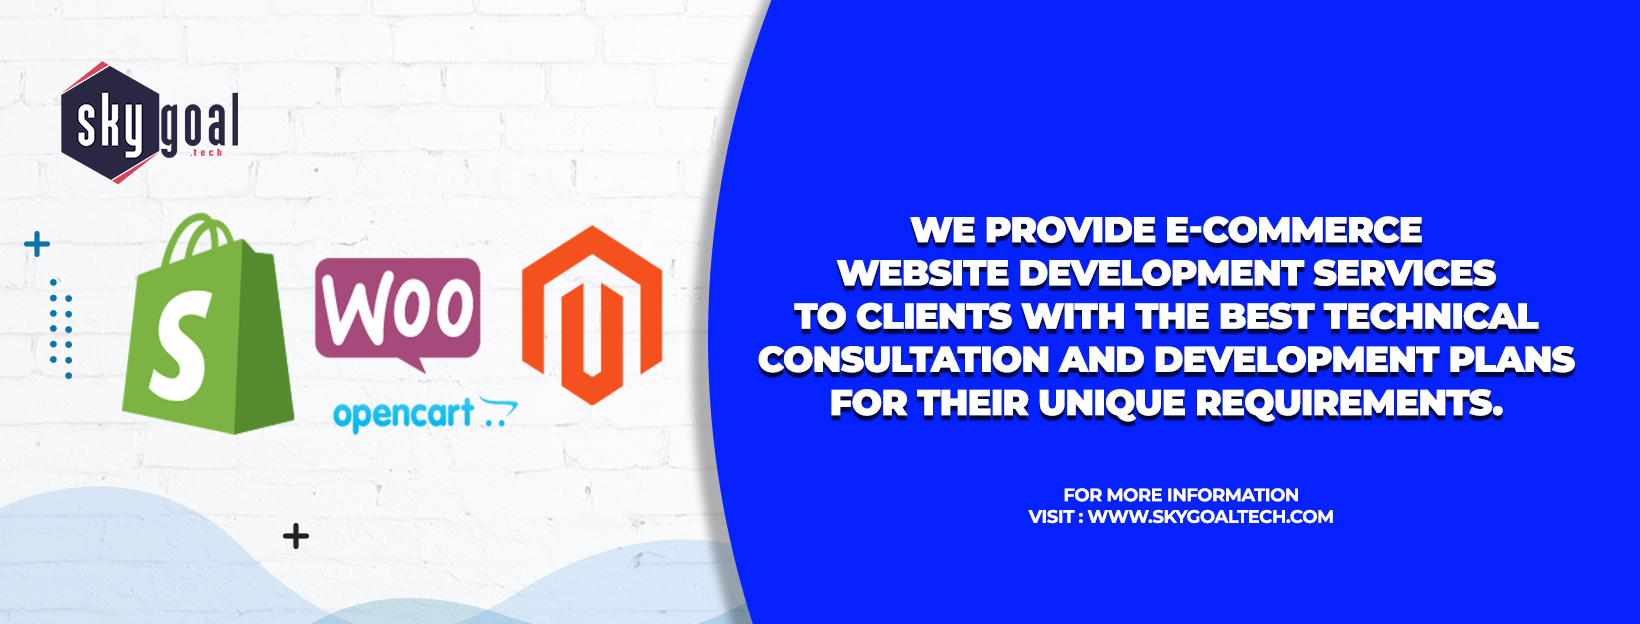 sky goal
.tech
S
WOO
opencart
WE PROVIDE E-COMMERCE
WEBSITE DEVELOPMENT SERVICES
TO CLIENTS WITH THE BEST TECHNICAL
CONSULTATION AND DEVELOPMENT PLANS
FOR THEIR UNIQUE REQUIREMENTS.
FOR MORE INFORMATION
VISIT : WWW.SKYGOALTECH.COM